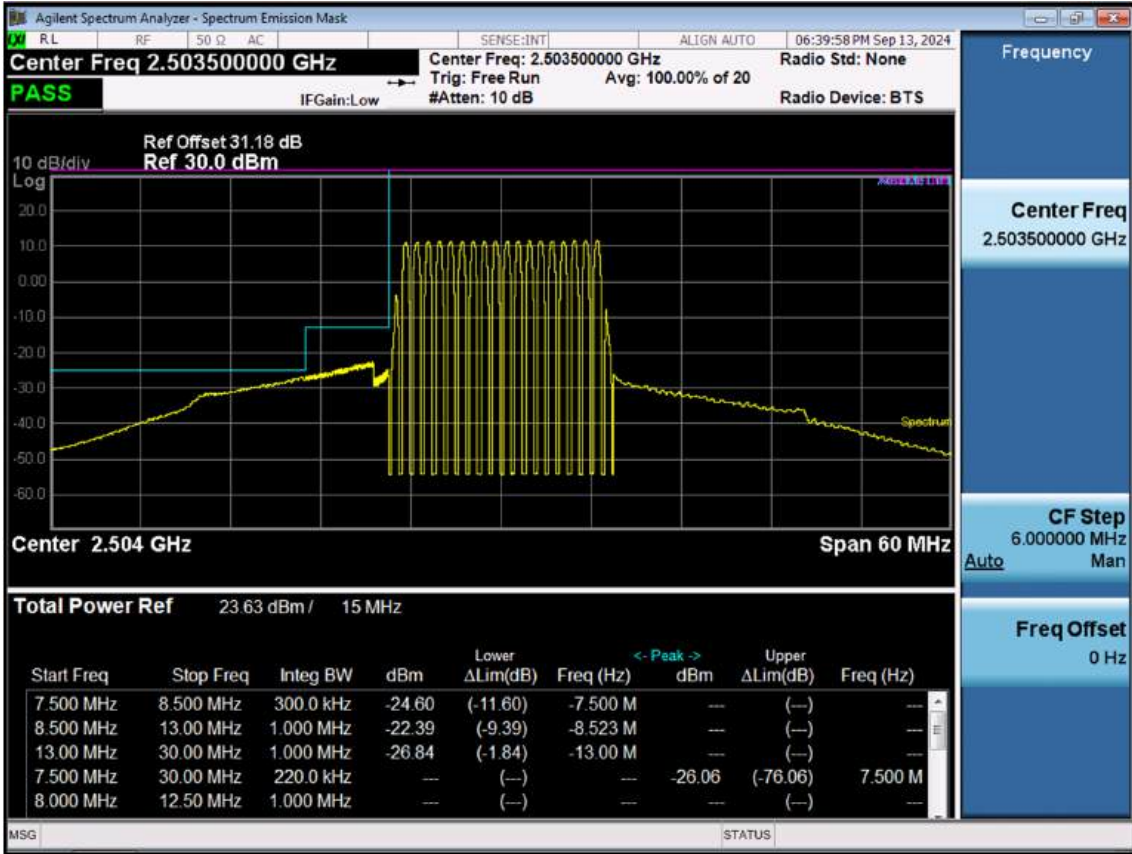 Agilent Spectrum Analyzer - Spectrum Emission Mask
RL RF 50 Ω AC SENSE:INT ALIGN AUTO 06:39:58 PM Sep 13, 2024
Center Freq 2.503500000 GHz
Center Freq: 2.503500000 GHz
Radio Std: None
Trig: Free Run
Avg: 100.00% of 20
PASS
IFGain:Low
#Atten: 10 dB
Radio Device: BTS
Ref Offset 31.18 dB
10 dB/div Ref 30.0 dBm
Log
20.0
10.0
0.00
-10.0
-20.0
-30.0
-40.0
-50.0
-60.0
Spectrum
Center 2.504 GHz Span 60 MHz
Total Power Ref 23.63 dBm / 15 MHz
Lower <- Peak -> Upper
Start Freq Stop Freq Integ BW dBm ΔLim(dB) Freq (Hz) dBm ΔLim(dB) Freq (Hz)
7.500 MHz 8.500 MHz 300.0 kHz -24.60 (-11.60) -7.500 M --- (---) ---
8.500 MHz 13.00 MHz 1.000 MHz -22.39 (-9.39) -8.523 M --- (---) ---
13.00 MHz 30.00 MHz 1.000 MHz -26.84 (-1.84) -13.00 M --- (---) ---
7.500 MHz 30.00 MHz 220.0 kHz --- (---) --- -26.06 (-76.06) 7.500 M
8.000 MHz 12.50 MHz 1.000 MHz --- (---) --- --- (---) ---
MSG STATUS
Frequency
Center Freq
2.503500000 GHz
CF Step
6.000000 MHz
Auto Man
Freq Offset
0 Hz